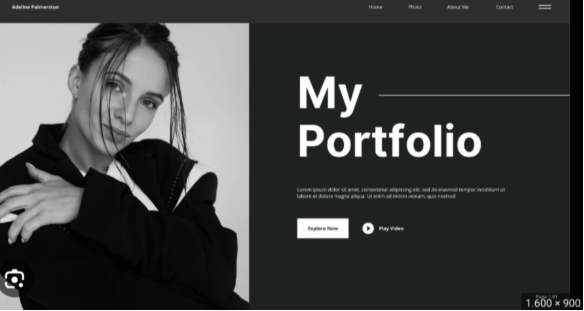 Adeline Palmerston
Home Photo About Me Contact
My
Portfolio
Lorem ipsum dolor sit amet, consectetur adipiscing elit, sed do eiusmod tempor incididunt ut
labore et dolore magna aliqua. Ut enim ad minim veniam, quis nostrud
Explore Now
Play Video
Page | 01
1.600 × 900